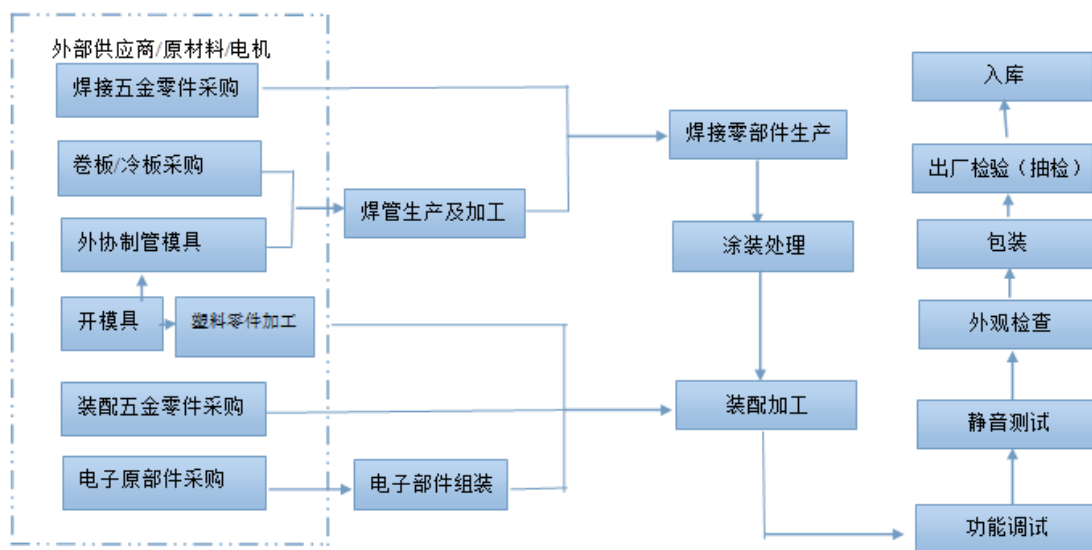 外部供应商/原材料/电机
焊接五金零件采购
卷板/冷板采购
外协制管模具
开模具
塑料零件加工
装配五金零件采购
电子原部件采购
焊管生产及加工
电子部件组装
焊接零部件生产
涂装处理
装配加工
入库
出厂检验（抽检）
包装
外观检查
静音测试
功能调试